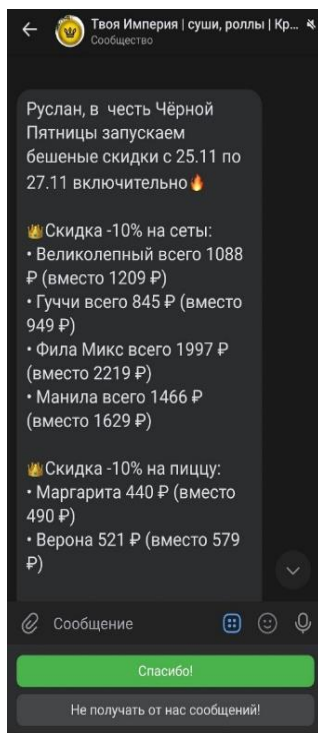 Твоя Империя | суши, роллы | Кр...
Сообщество
Руслан, в честь Чёрной
Пятницы запускаем
бешеные скидки с 25.11 по
27.11 включительно🔥
👑Скидка -10% на сеты:
• Великолепный всего 1088
₽ (вместо 1209 ₽)
• Гуччи всего 845 ₽ (вместо
949 ₽)
• Фила Микс всего 1997 ₽
(вместо 2219 ₽)
• Манила всего 1466 ₽
(вместо 1629 ₽)
👑Скидка -10% на пиццу:
• Маргарита 440 ₽ (вместо
490 ₽)
• Верона 521 ₽ (вместо 579
₽)
Сообщение
Спасибо!
Не получать от нас сообщений!